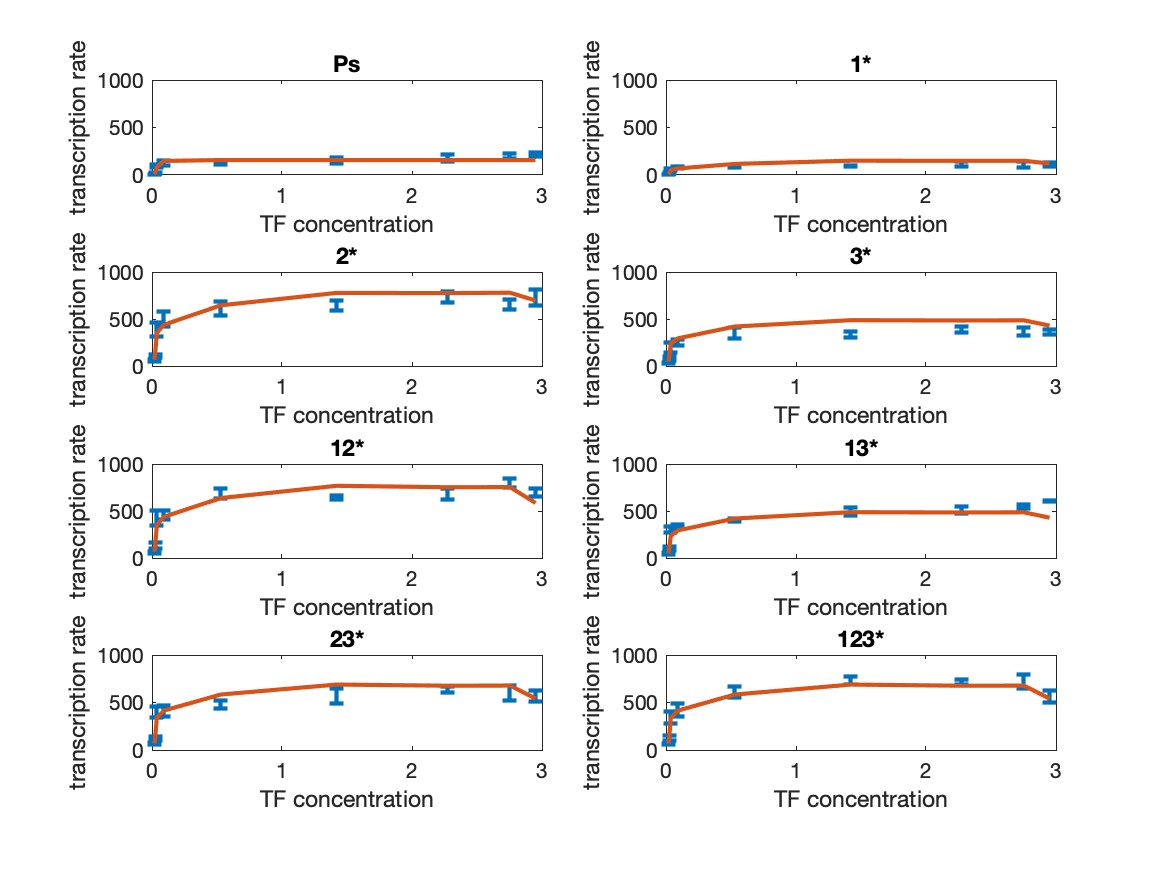 Ps
transcription rate
1000
500
0
0 1 2 3
TF concentration
1*
transcription rate
1000
500
0
0 1 2 3
TF concentration
2*
transcription rate
1000
500
0
0 1 2 3
TF concentration
3*
transcription rate
1000
500
0
0 1 2 3
TF concentration
12*
transcription rate
1000
500
0
0 1 2 3
TF concentration
13*
transcription rate
1000
500
0
0 1 2 3
TF concentration
23*
transcription rate
1000
500
0
0 1 2 3
TF concentration
123*
transcription rate
1000
500
0
0 1 2 3
TF concentration